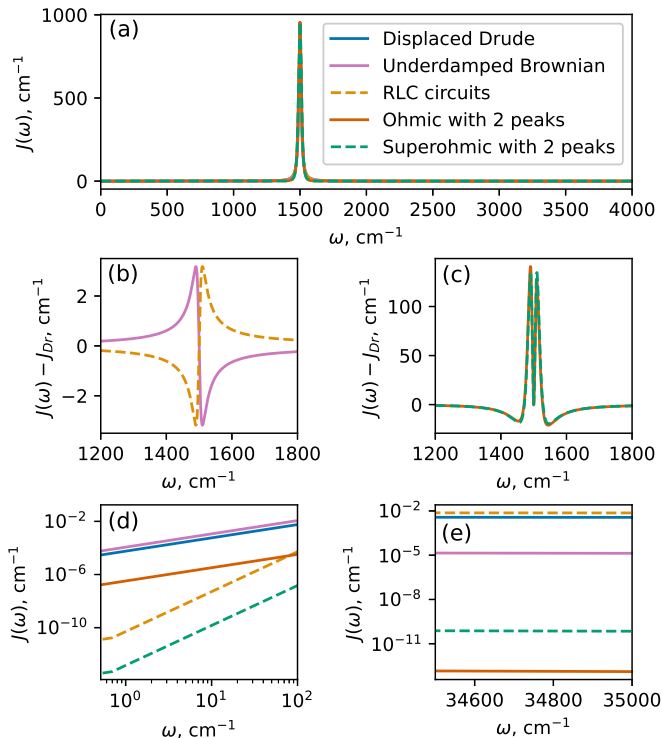 (a)
J(ω), cm⁻¹
1000
500
0
Displaced Drude
Underdamped Brownian
RLC circuits
Ohmic with 2 peaks
Superohmic with 2 peaks
0 500 1000 1500 2000 2500 3000 3500 4000
ω, cm⁻¹
(b)
J(ω) − J_Dr, cm⁻¹
2
0
−2
1200 1400 1600 1800
ω, cm⁻¹
(c)
J(ω) − J_Dr, cm⁻¹
100
50
0
1200 1400 1600 1800
ω, cm⁻¹
(d)
J(ω), cm⁻¹
10⁻²
10⁻⁶
10⁻¹⁰
10⁰ 10¹ 10²
ω, cm⁻¹
(e)
J(ω), cm⁻¹
10⁻²
10⁻⁵
10⁻⁸
10⁻¹¹
34600 34800 35000
ω, cm⁻¹